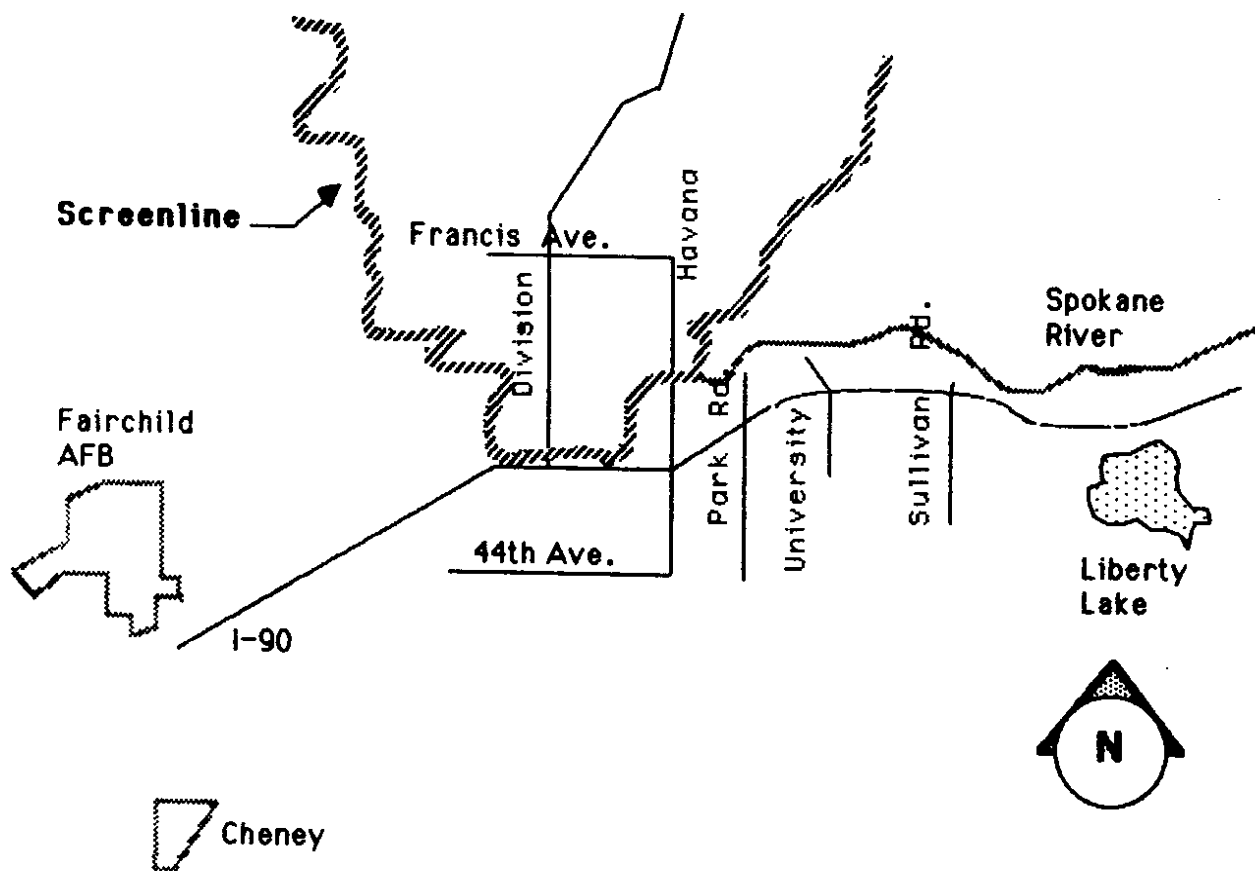 Screenline
Francis Ave.
Havana
Division
Spokane
River
Rd.
Rd.
Fairchild
AFB
Park
University
Sullivan
44th Ave.
Liberty
Lake
I-90
N
Cheney